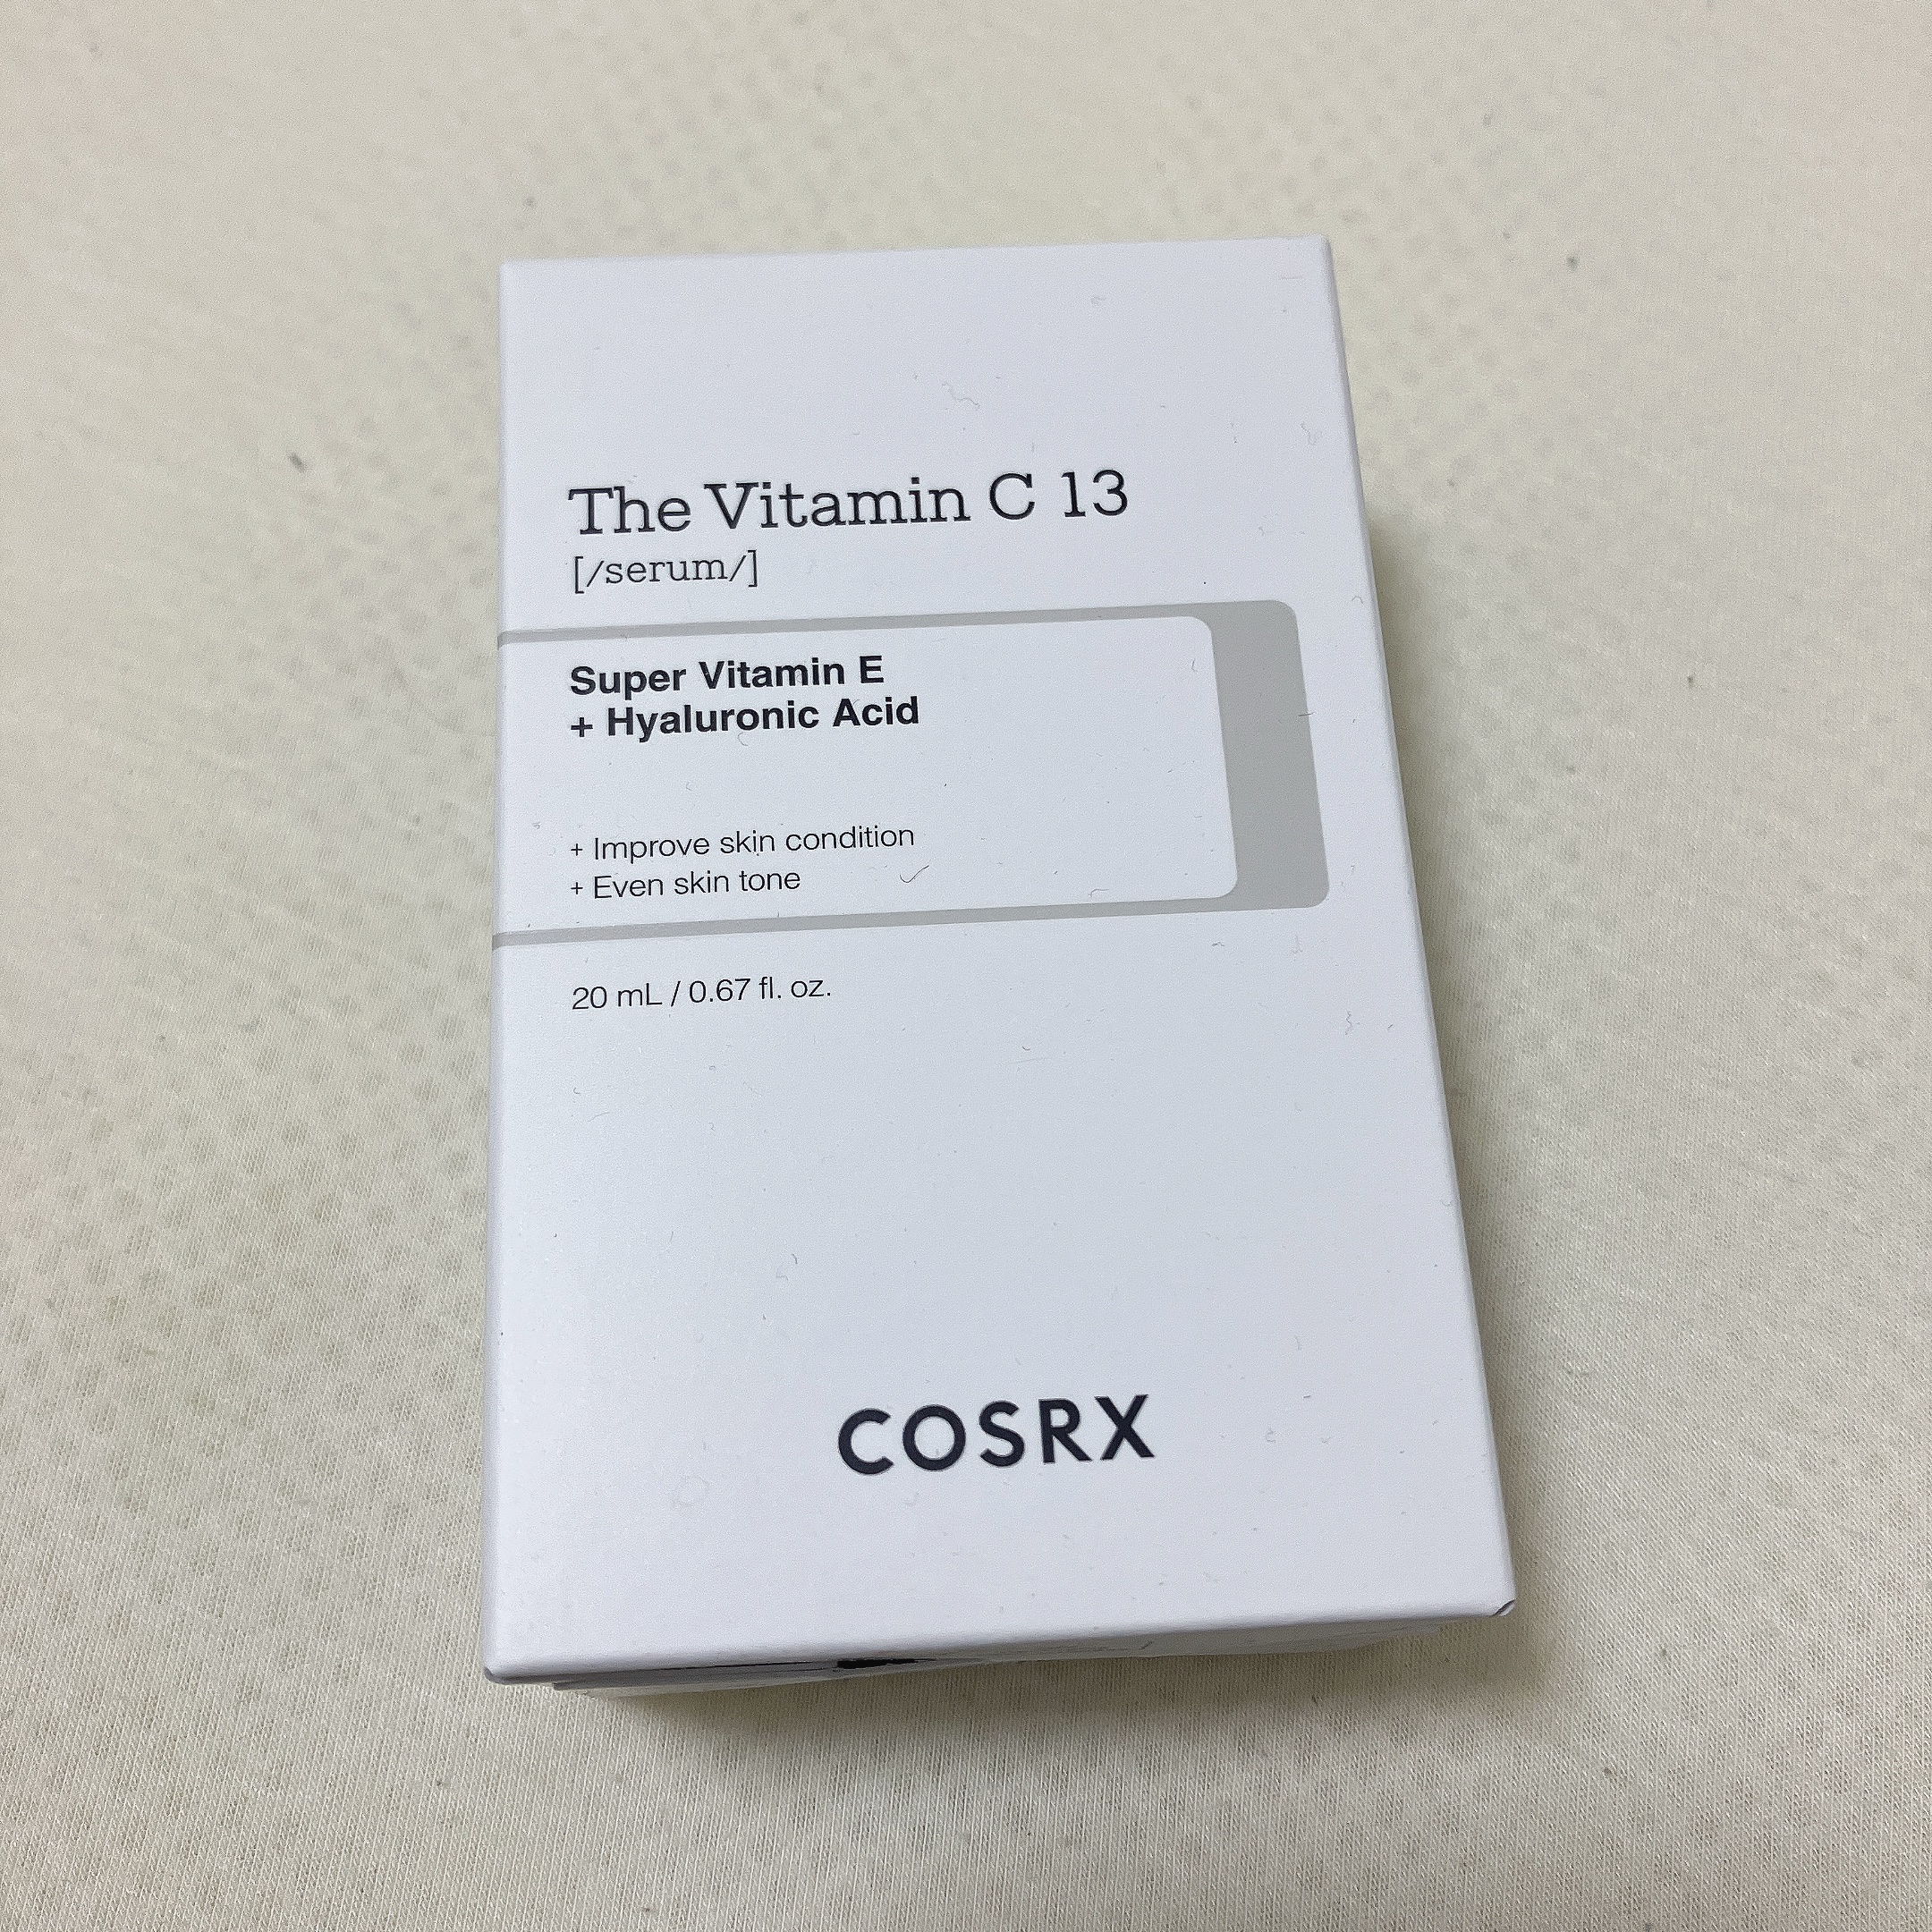 The Vitamin C 13
[/serum/]
Super Vitamin E
+ Hyaluronic Acid
+ Improve skin condition
+ Even skin tone
20 mL / 0.67 fl. oz.
COSRX